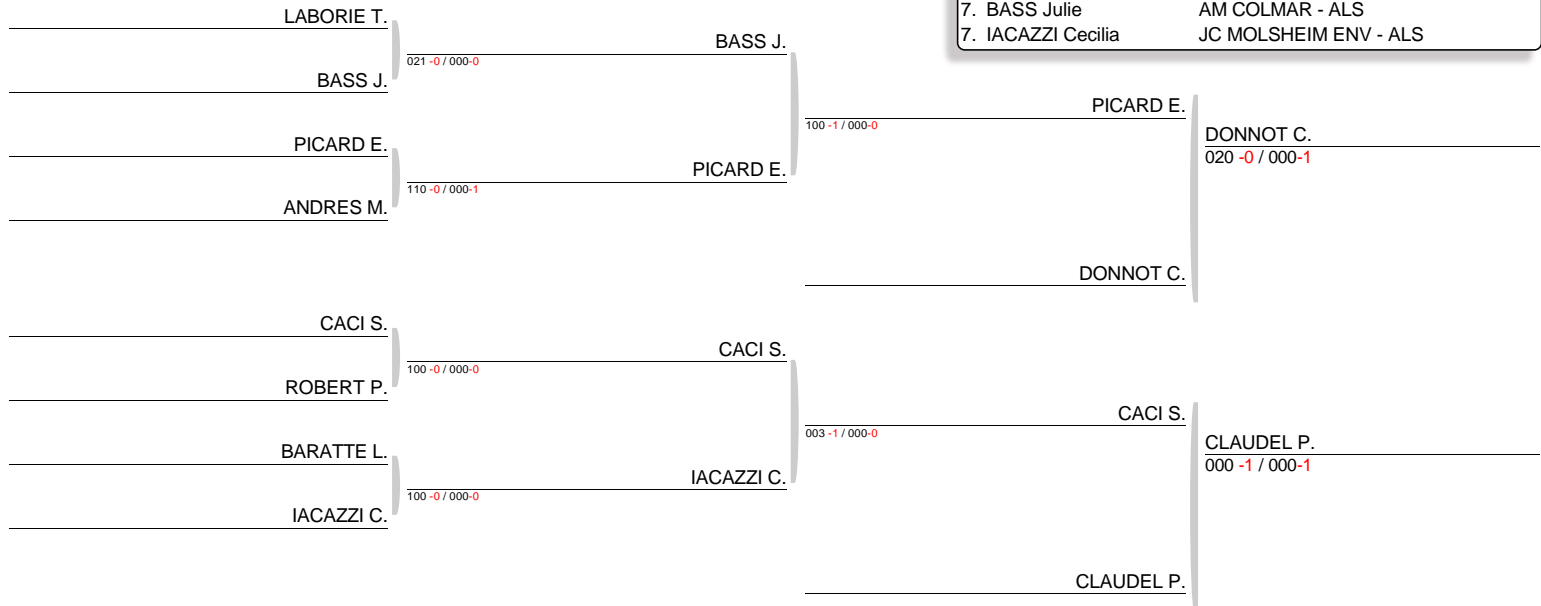 7. BASS Julie AM COLMAR - ALS
7. IACAZZI Cecilia JC MOLSHEIM ENV - ALS
LABORIE T.
BASS J.
PICARD E.
ANDRES M.
CACI S.
ROBERT P.
BARATTE L.
IACAZZI C.
BASS J.
021 -0 / 000-0
PICARD E.
110 -0 / 000-1
CACI S.
100 -0 / 000-0
IACAZZI C.
100 -0 / 000-0
PICARD E.
100 -1 / 000-0
DONNOT C.
CACI S.
003 -1 / 000-0
CLAUDEL P.
DONNOT C.
020 -0 / 000-1
CLAUDEL P.
000 -1 / 000-1